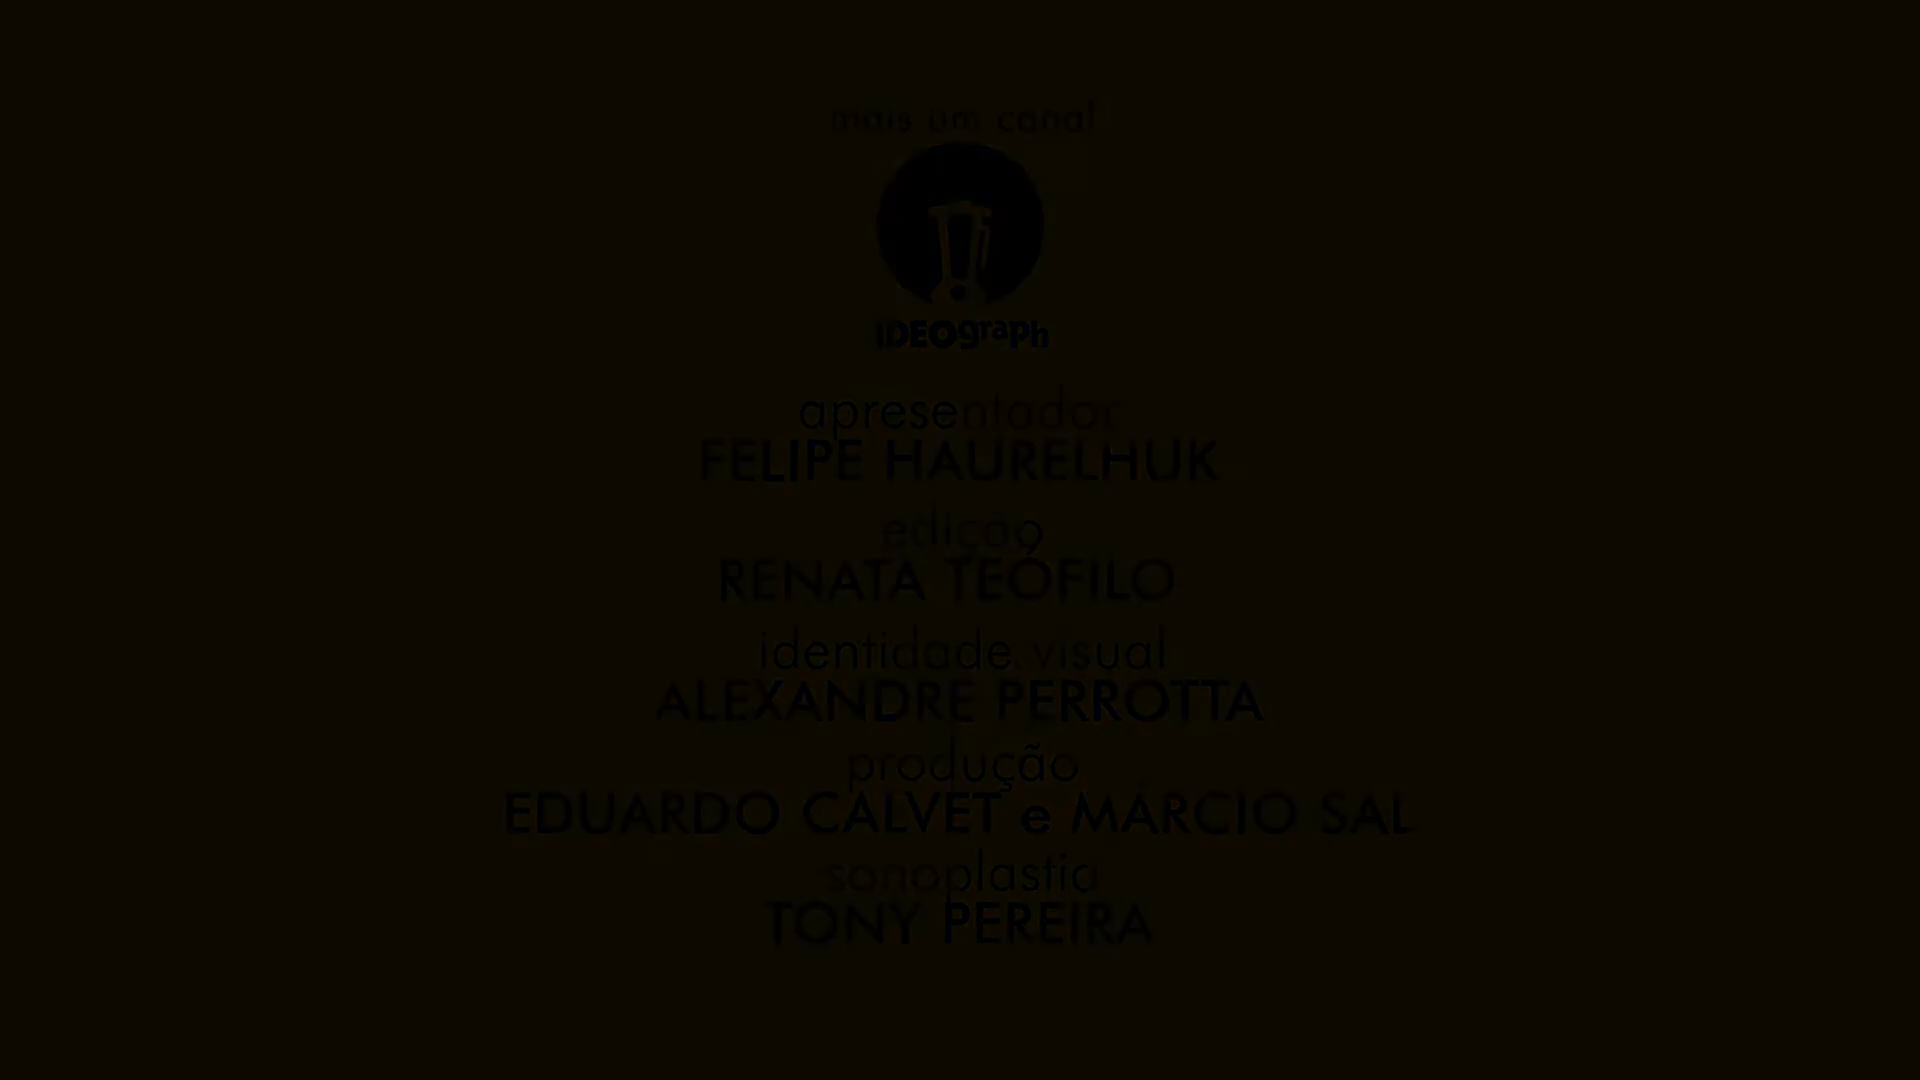 mais um canal
IDEOgraph
apresentador
FELIPE HAURELHUK
edição
RENATA TEÓFILO
identidade visual
ALEXANDRE PERROTTA
produção
EDUARDO CALVET e MÁRCIO SAL
sonoplastia
TONY PEREIRA